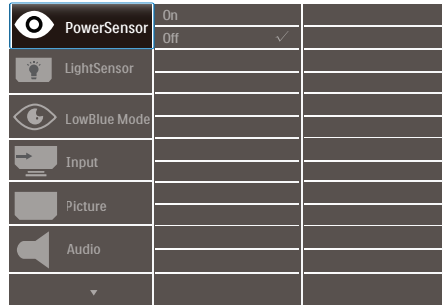 PowerSensor
On
Off
LightSensor
LowBlue Mode
Input
Picture
Audio